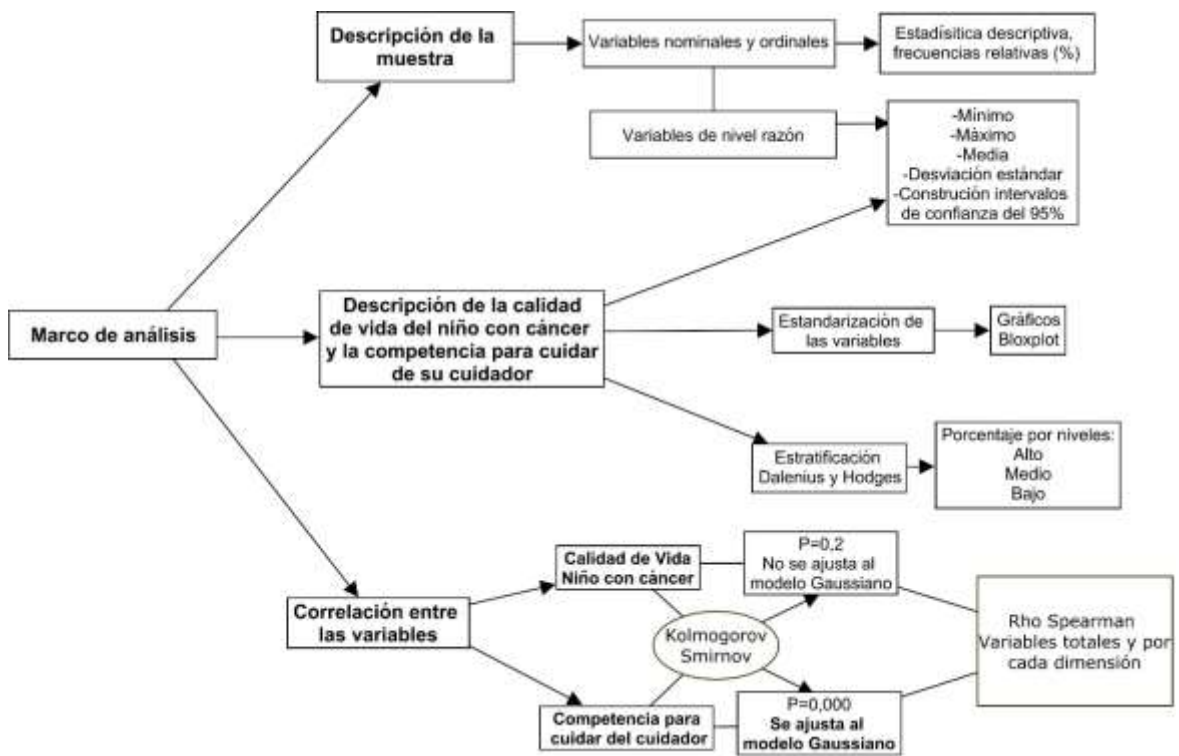 Descripción de la
muestra
Variables nominales y ordinales
Estadísitica descriptiva,
frecuencias relativas (%)
Variables de nivel razón
-Mínimo
-Máximo
-Media
-Desviación estándar
-Construción intervalos
de confianza del 95%
Marco de análisis
Descripción de la calidad
de vida del niño con cáncer
y la competencia para cuidar
de su cuidador
Estandarización de
las variables
Gráficos
Bloxplot
Estratificación
Dalenius y Hodges
Porcentaje por niveles:
Alto
Medio
Bajo
Correlación entre
las variables
Calidad de Vida
Niño con cáncer
P=0,2
No se ajusta al
modelo Gaussiano
Kolmogorov
Smirnov
Competencia para
cuidar del cuidador
P=0,000
Se ajusta al
modelo Gaussiano
Rho Spearman
Variables totales y por
cada dimensión